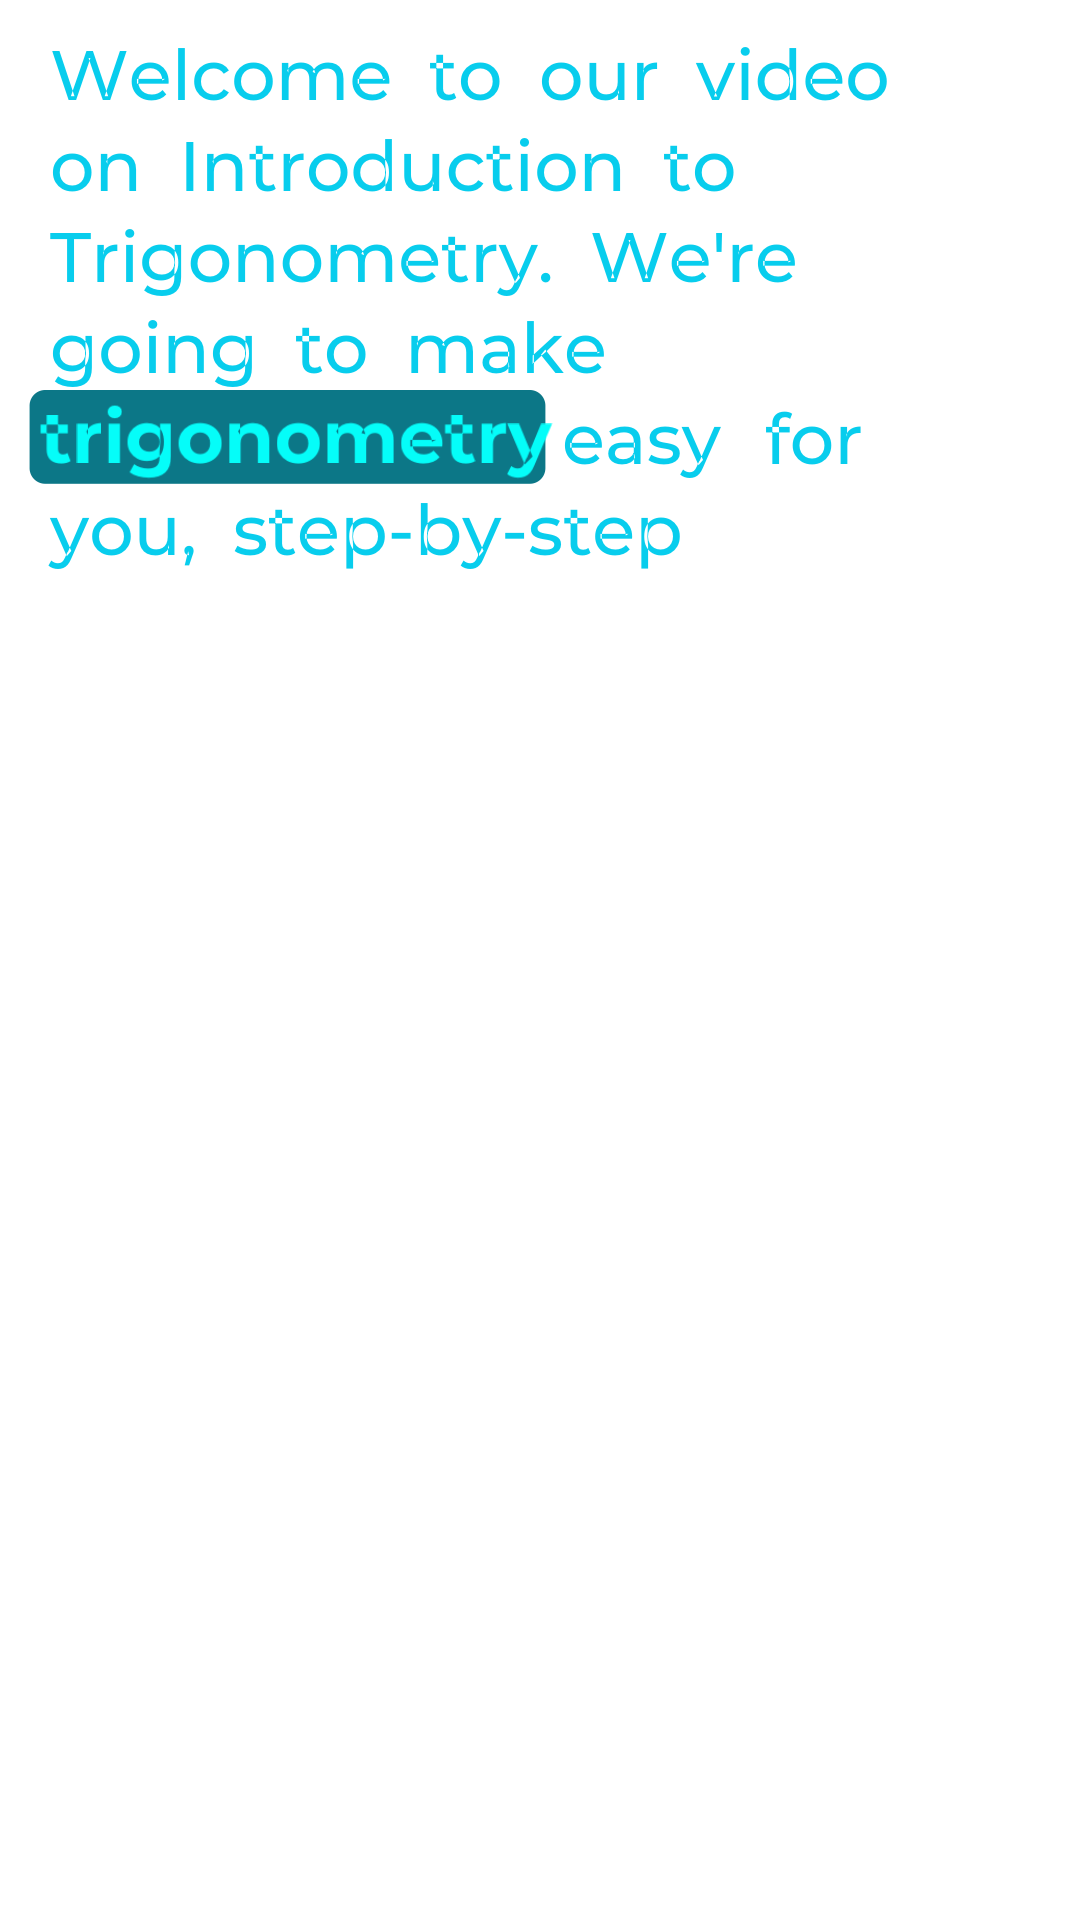 Welcome to our video
on Introduction to
Trigonometry. We're
going to make
trigonometry easy for
you, step-by-step